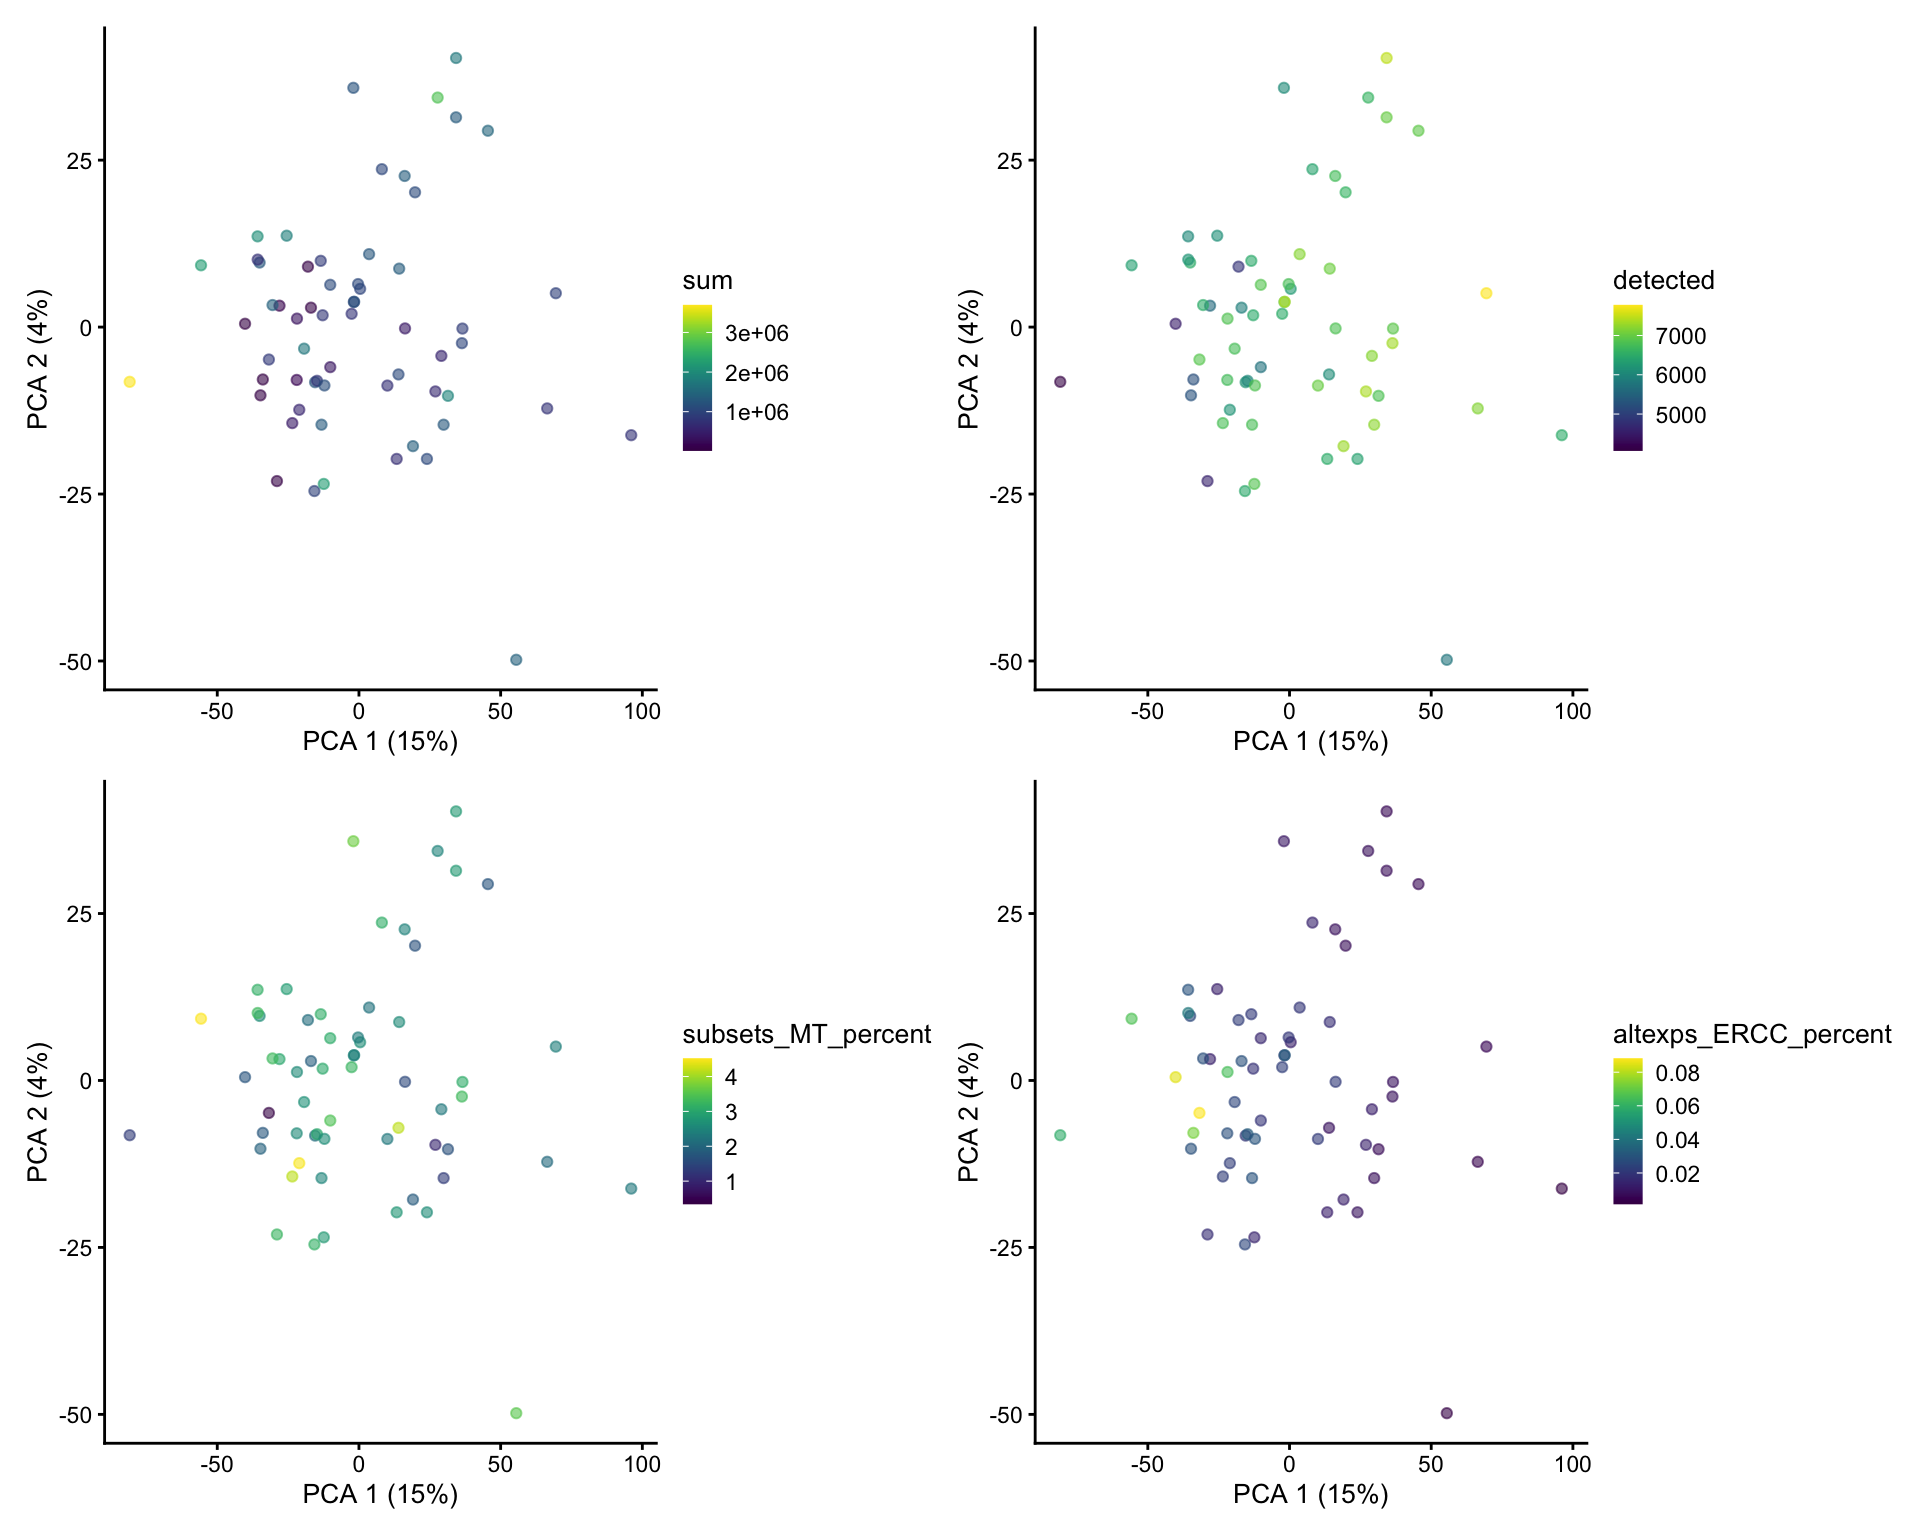 25
0
-25
-50
PCA 2 (4%)
-50 0 50 100
PCA 1 (15%)
sum
3e+06
2e+06
1e+06
25
0
-25
-50
PCA 2 (4%)
-50 0 50 100
PCA 1 (15%)
detected
7000
6000
5000
25
0
-25
-50
PCA 2 (4%)
-50 0 50 100
PCA 1 (15%)
subsets_MT_percent
4
3
2
1
25
0
-25
-50
PCA 2 (4%)
-50 0 50 100
PCA 1 (15%)
altexps_ERCC_percent
0.08
0.06
0.04
0.02